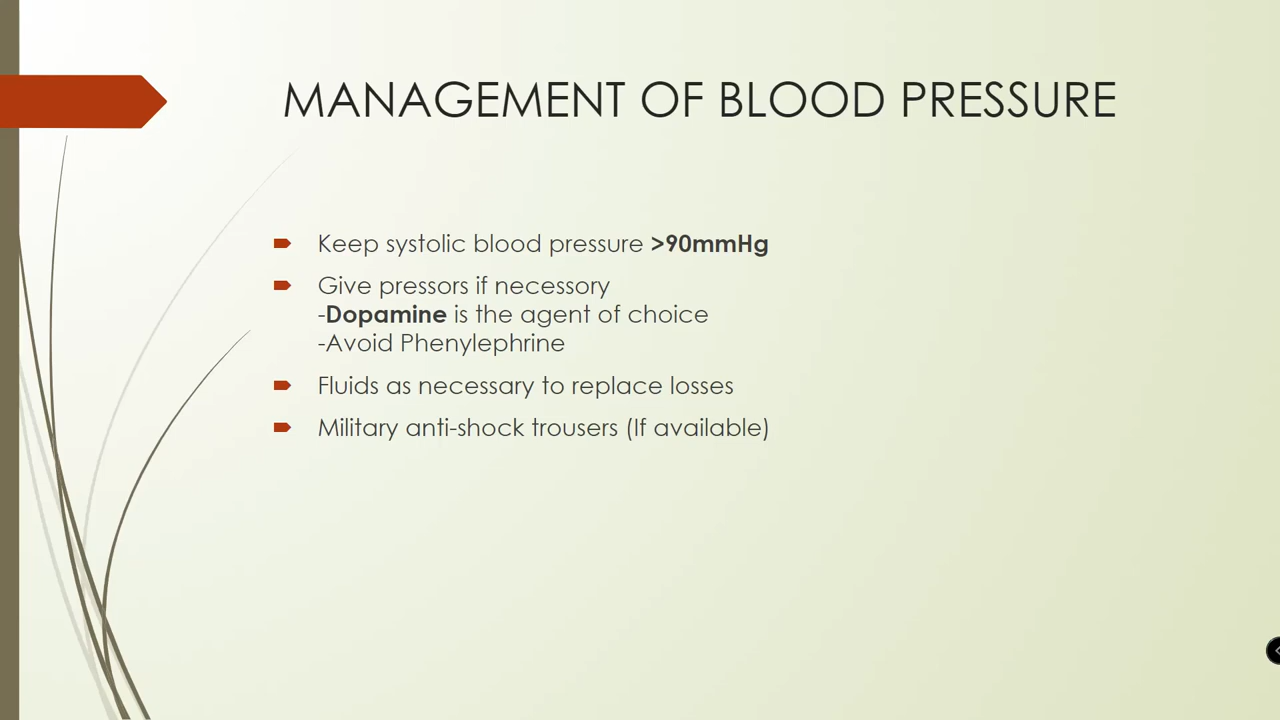 MANAGEMENT OF BLOOD PRESSURE
Keep systolic blood pressure >90mmHg
Give pressors if necessary
-Dopamine is the agent of choice
-Avoid Phenylephrine
Fluids as necessary to replace losses
Military anti-shock trousers (If available)